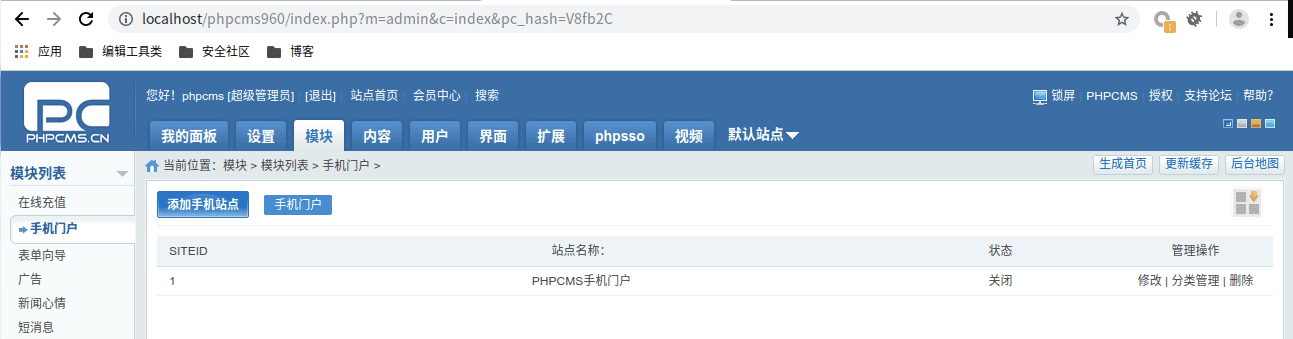 localhost/phpcms960/index.php?m=admin&c=index&pc_hash=V8fb2C
应用 编辑工具类 安全社区 博客
PC
PHPCMS.CN
您好！phpcms [超级管理员] | [退出] | 站点首页 | 会员中心 | 搜索
锁屏 | PHPCMS | 授权 | 支持论坛 | 帮助？
我的面板 设置 模块 内容 用户 界面 扩展 phpsso 视频 默认站点
模块列表
当前位置：模块 > 模块列表 > 手机门户 >
生成首页 更新缓存 后台地图
在线充值
手机门户
表单向导
广告
新闻心情
短消息
添加手机站点 手机门户
SITEID 站点名称： 状态 管理操作
1 PHPCMS手机门户 关闭 修改 | 分类管理 | 删除